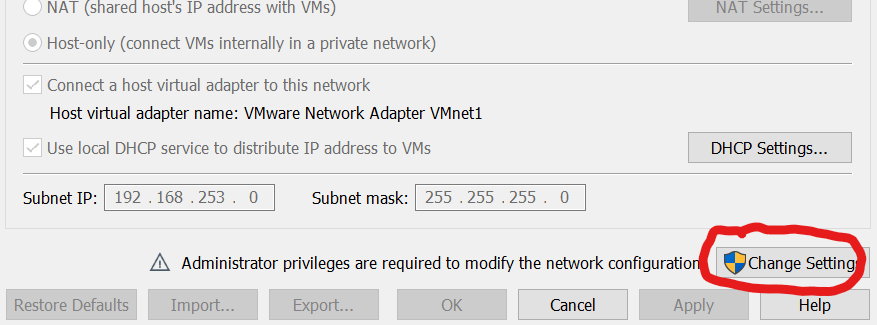 NAT (shared host's IP address with VMs)
NAT Settings...
Host-only (connect VMs internally in a private network)
Connect a host virtual adapter to this network
Host virtual adapter name: VMware Network Adapter VMnet1
Use local DHCP service to distribute IP address to VMs
DHCP Settings...
Subnet IP: 192 . 168 . 253 . 0 Subnet mask: 255 . 255 . 255 . 0
Administrator privileges are required to modify the network configuration. Change Settings
Restore Defaults Import... Export... OK Cancel Apply Help